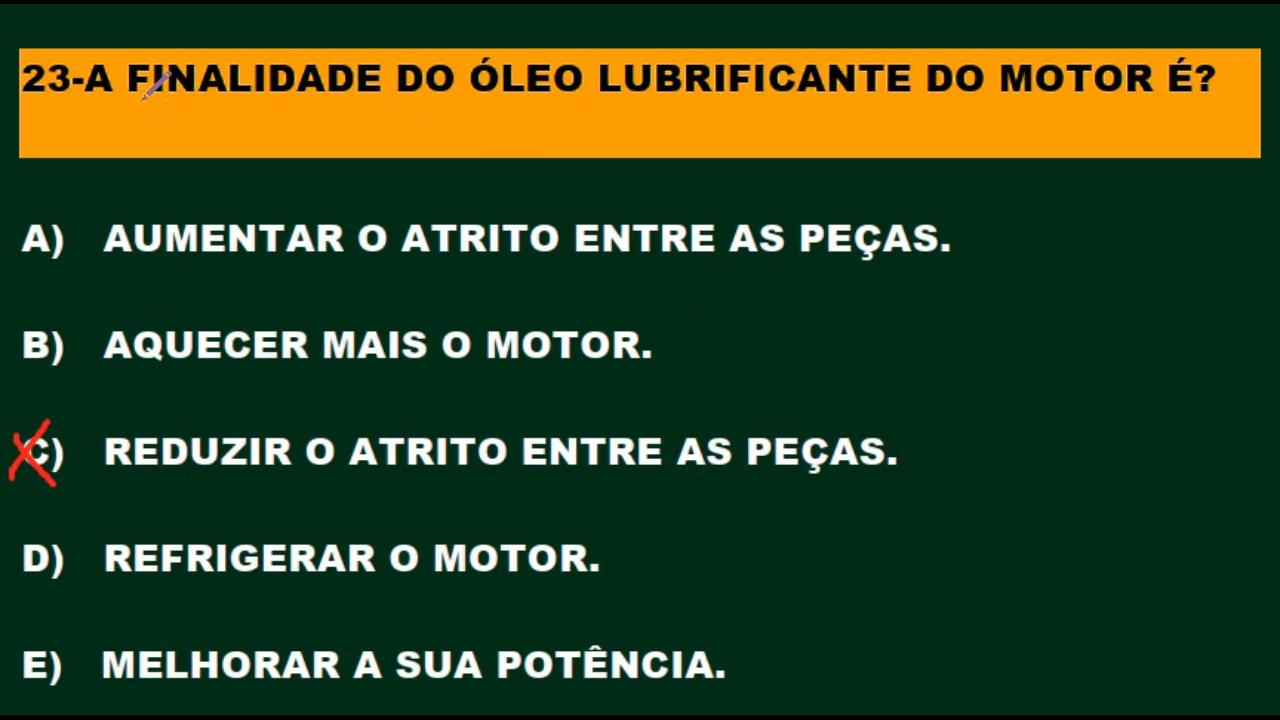 23-A FINALIDADE DO ÓLEO LUBRIFICANTE DO MOTOR É?
A) AUMENTAR O ATRITO ENTRE AS PEÇAS.
B) AQUECER MAIS O MOTOR.
C) REDUZIR O ATRITO ENTRE AS PEÇAS.
D) REFRIGERAR O MOTOR.
E) MELHORAR A SUA POTÊNCIA.